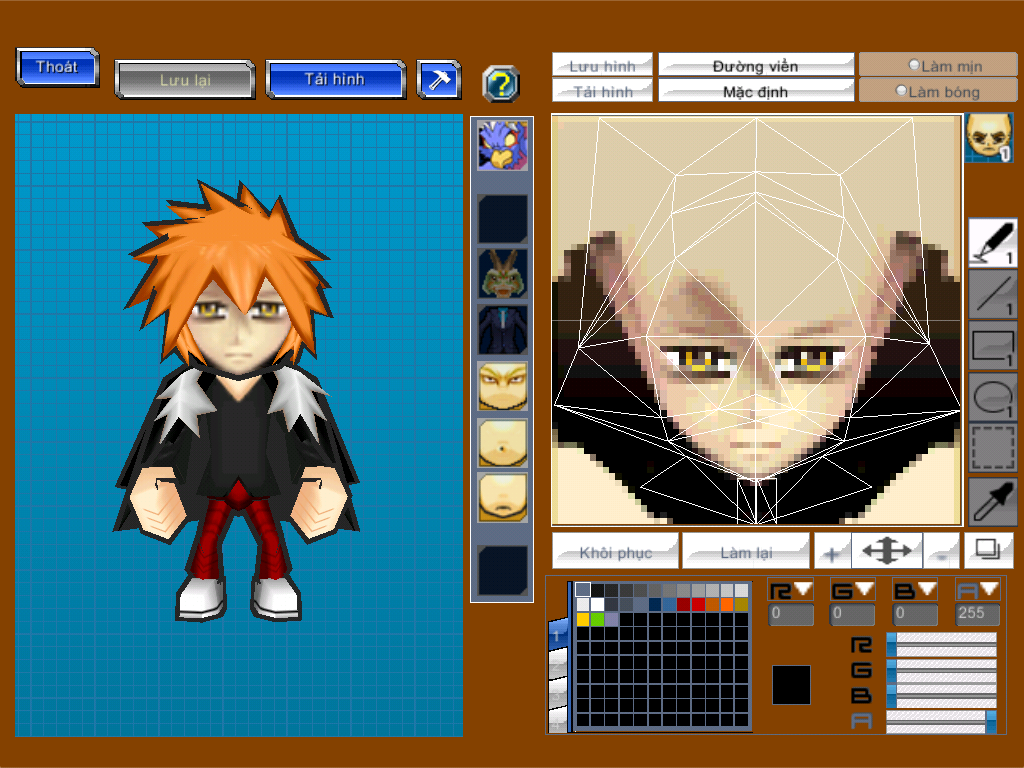 Thoát
Lưu lại
Tải hình
?
Lưu hình
Đường viền
Làm mịn
Tải hình
Mặc định
Làm bóng
1
1
1
1
1
Khôi phục
Làm lại
+
-
1
R
G
B
A
0
0
0
255
R
G
B
A